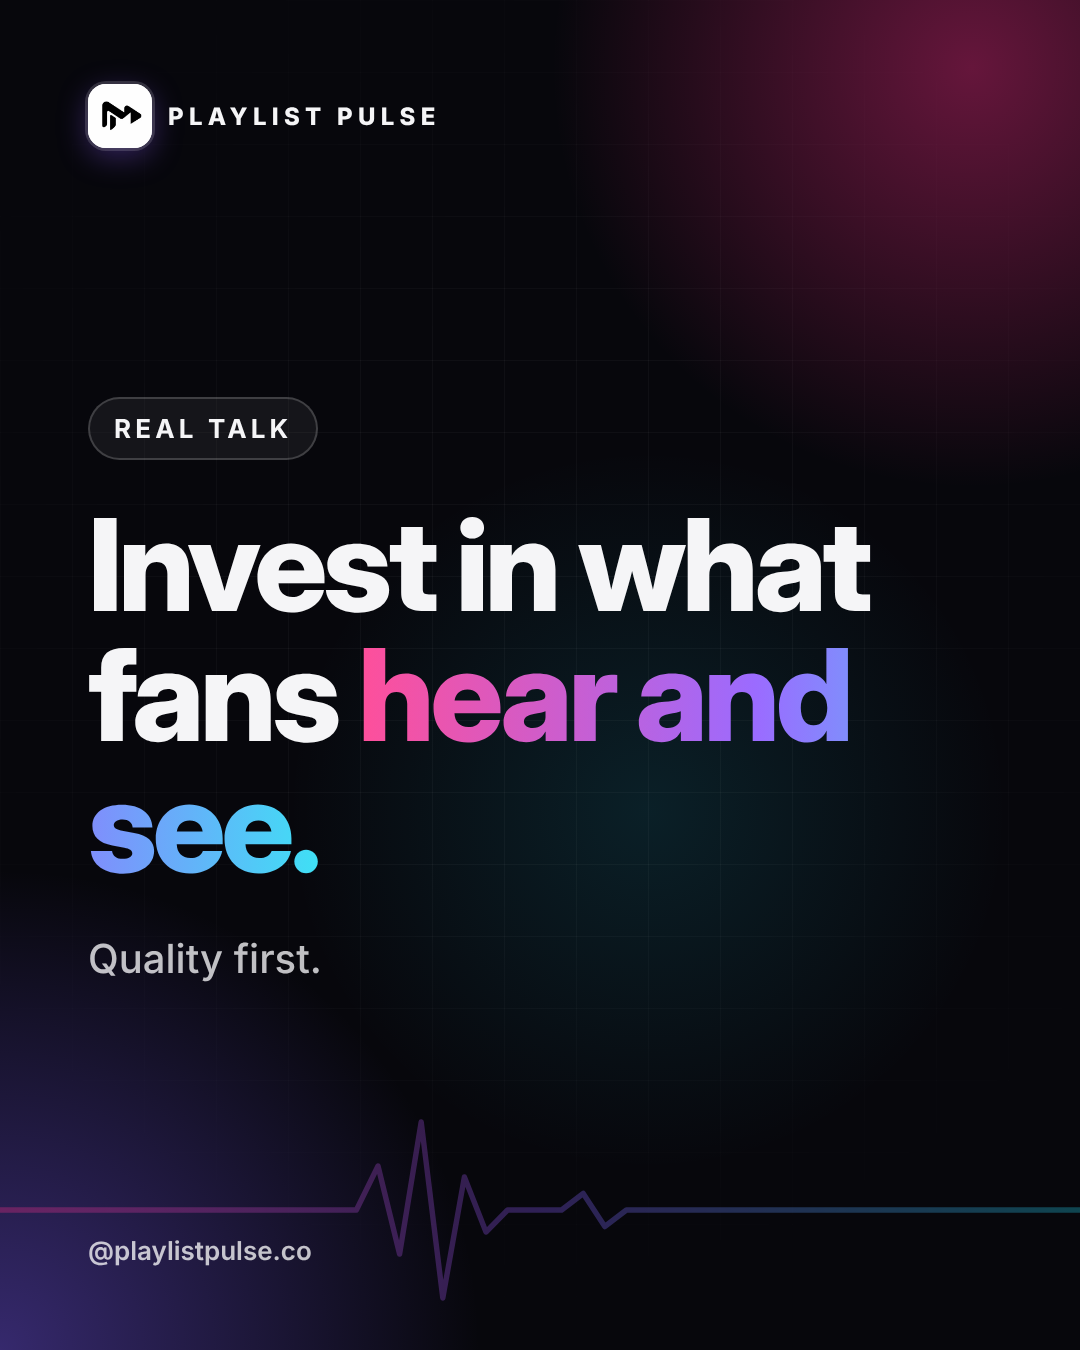 PLAYLIST PULSE
REAL TALK
Invest in what
fans hear and
see.
Quality first.
@playlistpulse.co